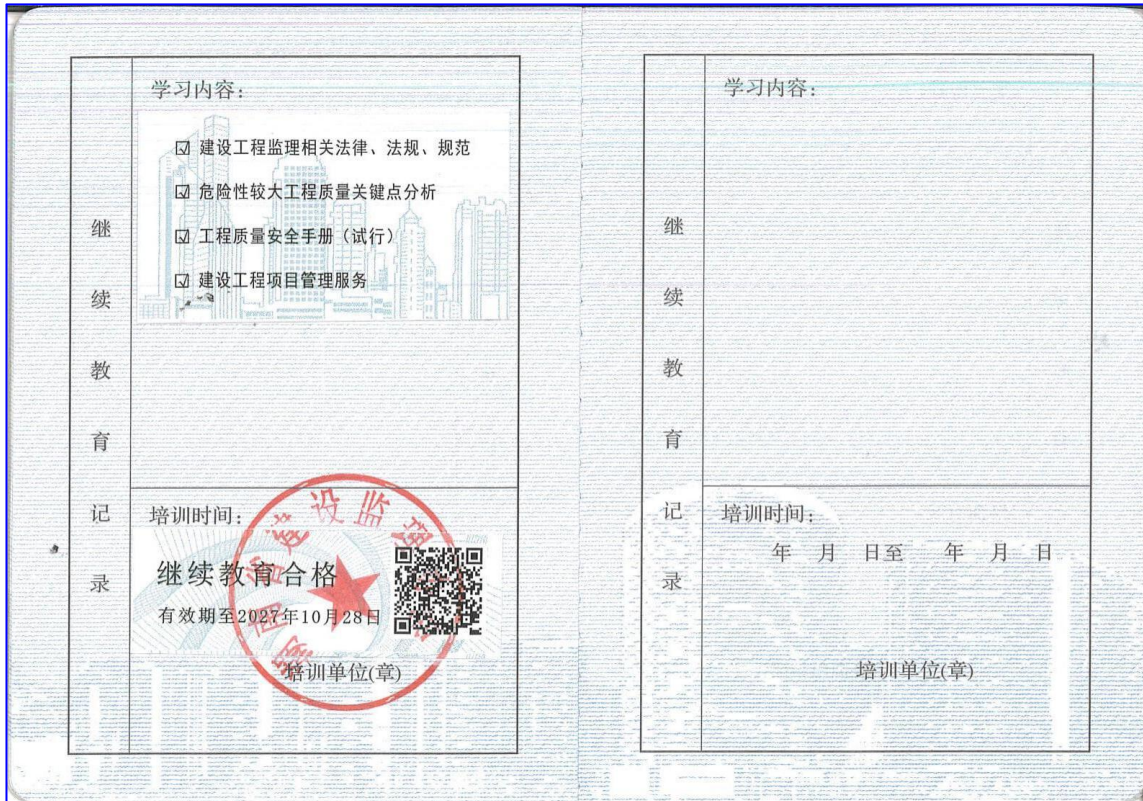 继续教育记录
学习内容：
☑ 建设工程监理相关法律、法规、规范
☑ 危险性较大工程质量关键点分析
☑ 工程质量安全手册（试行）
☑ 建设工程项目管理服务
培训时间：
继续教育合格
有效期至2027年10月28日
培训单位(章)
省建设监理
继续教育记录
学习内容：
培训时间：
年 月 日至 年 月 日
培训单位(章)